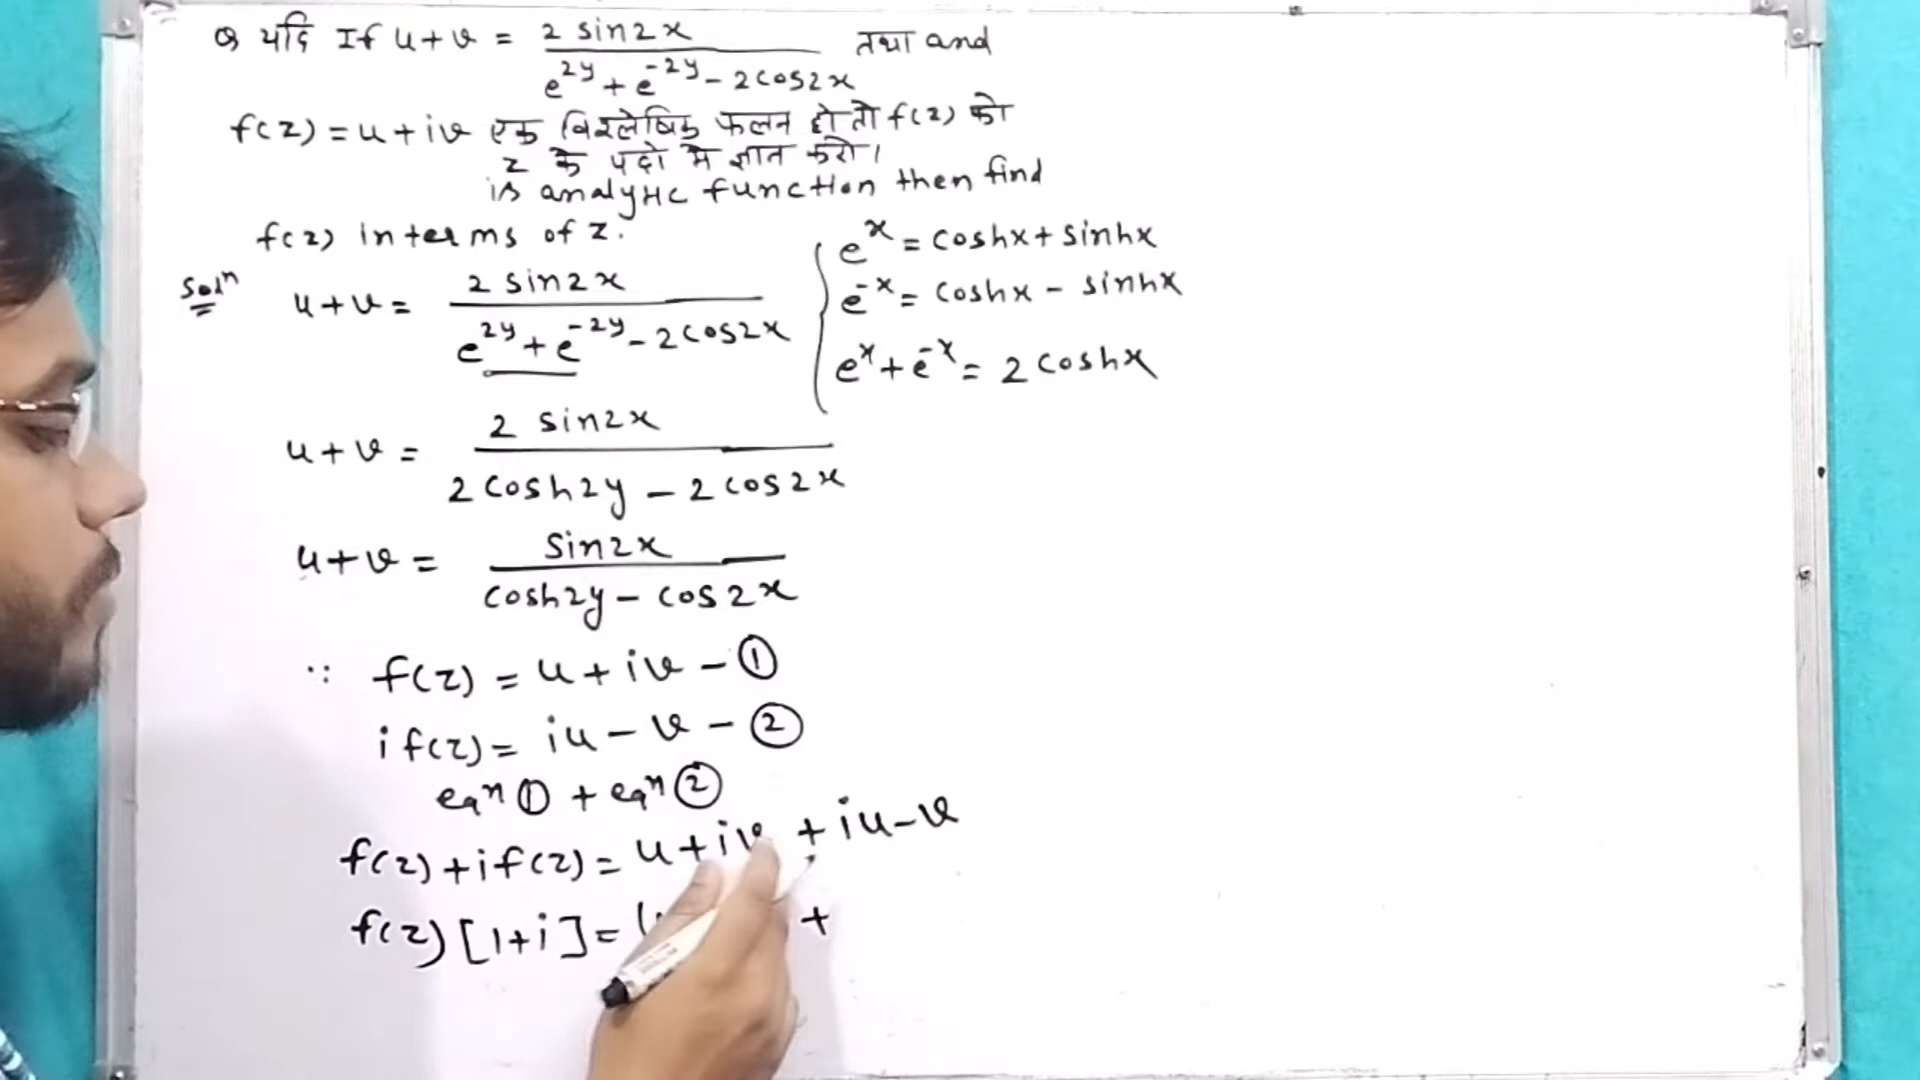 Q यदि If u+v = 2 sin2x / e^{2y} + e^{-2y} - 2cos2x तथा and
f(z) = u+iv एक विश्लेषिक फलन हो तो f(z) को
z के पदो मे ज्ञात करो।
is analytic function then find
f(z) in terms of z.
Solⁿ u+v = 2 sin2x / e^{2y} + e^{-2y} - 2cos2x
e^x = coshx + sinhx
e^{-x} = coshx - sinhx
e^x + e^{-x} = 2 coshx
u+v = 2 sin2x / 2cosh2y - 2cos2x
u+v = sin2x / cosh2y - cos2x
∵ f(z) = u+iv - ①
if(z) = iu - v - ②
eqⁿ ① + eqⁿ ②
f(z) + if(z) = u+iv + iu-v
f(z) [1+i] = ( +